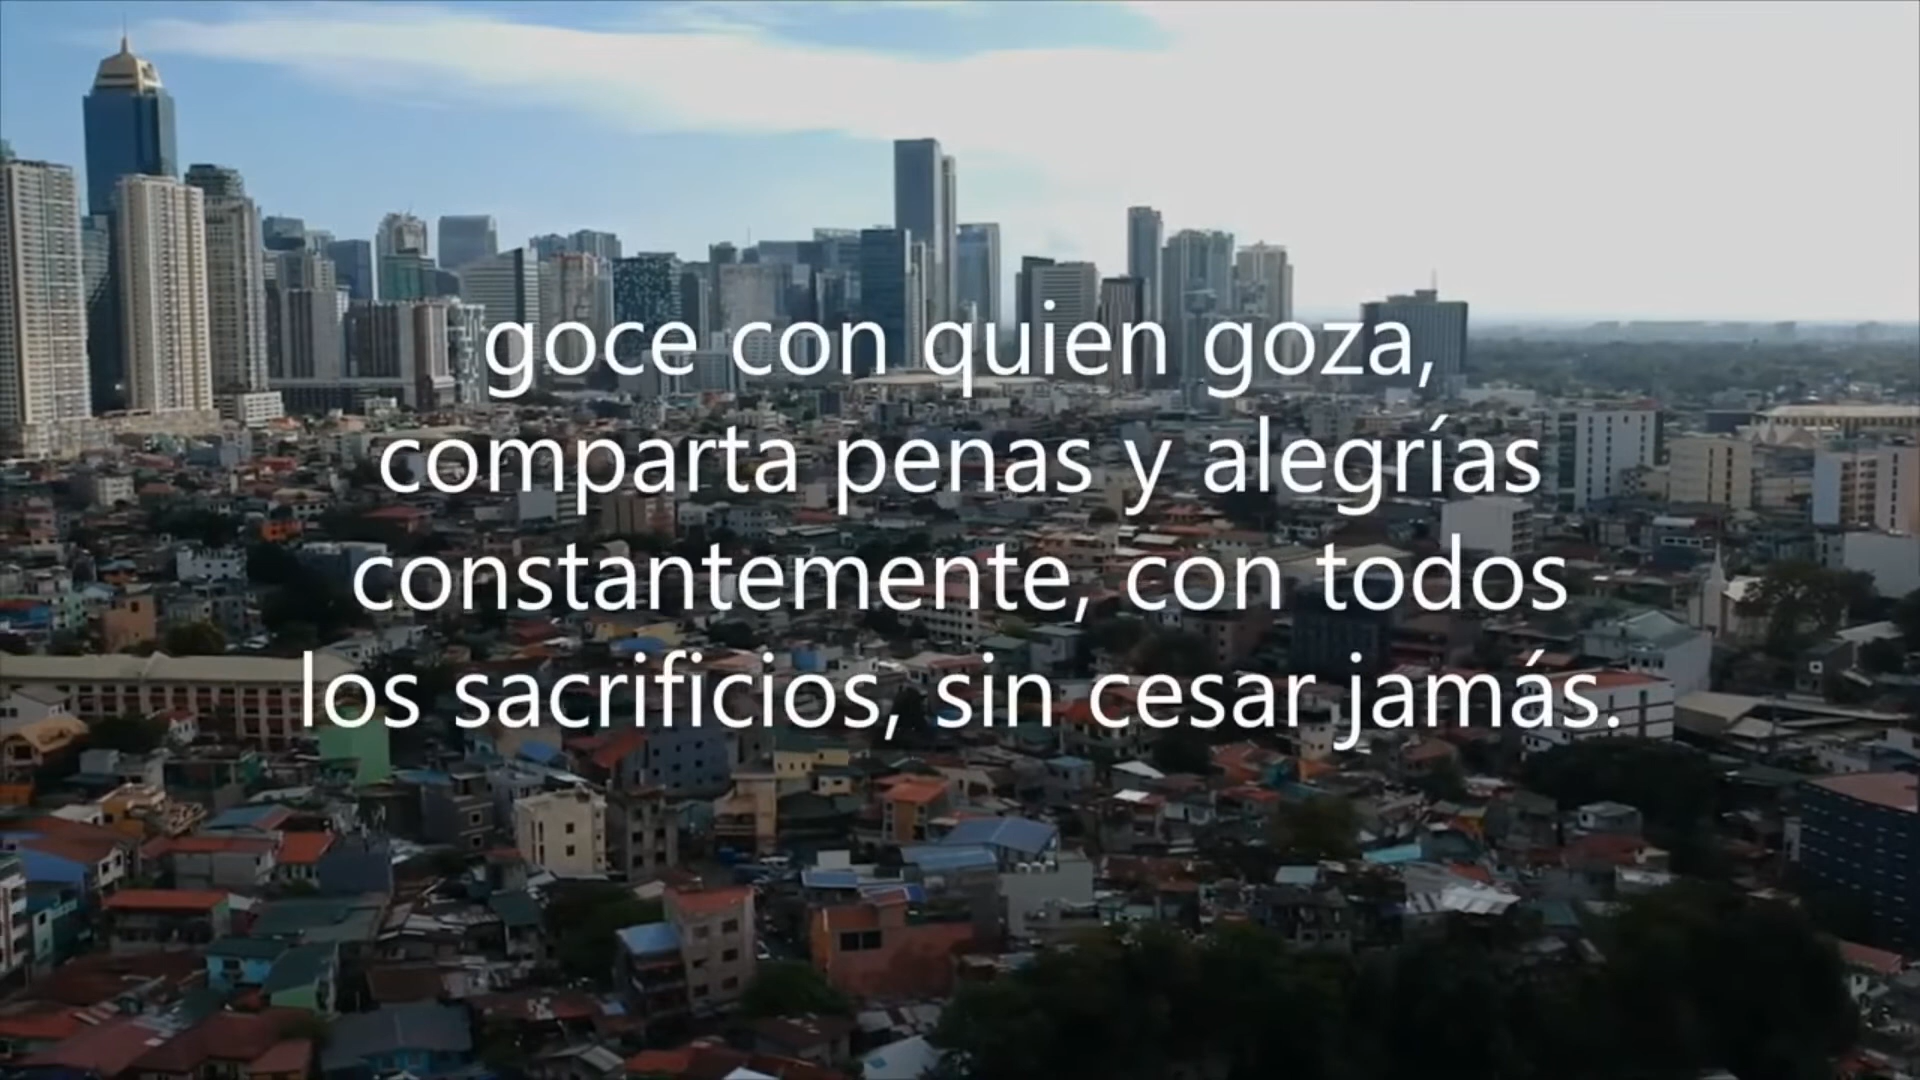 goce con quien goza,
comparta penas y alegrías
constantemente, con todos
los sacrificios, sin cesar jamás.